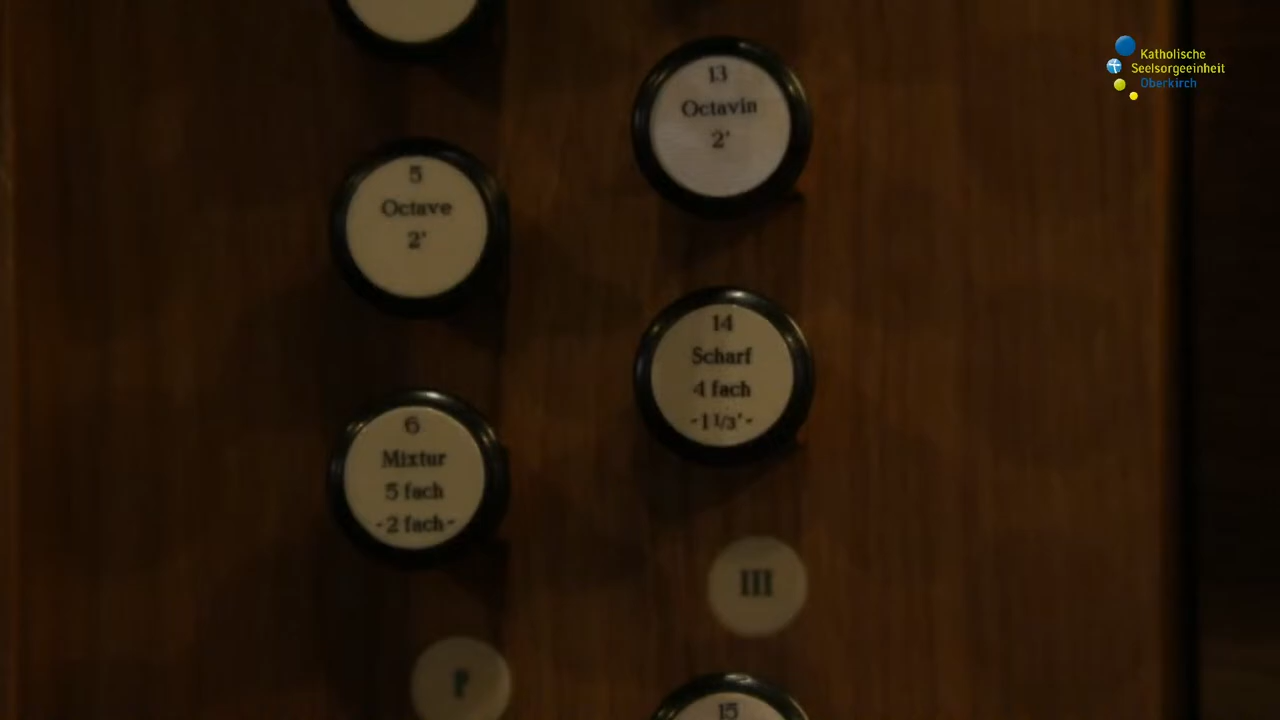 Katholische
Seelsorgeeinheit
Oberkirch
13
Octavin
2'
5
Octave
2'
14
Scharf
4 fach
-1 1/3'-
6
Mixtur
5 fach
-2 fach-
III
P
15